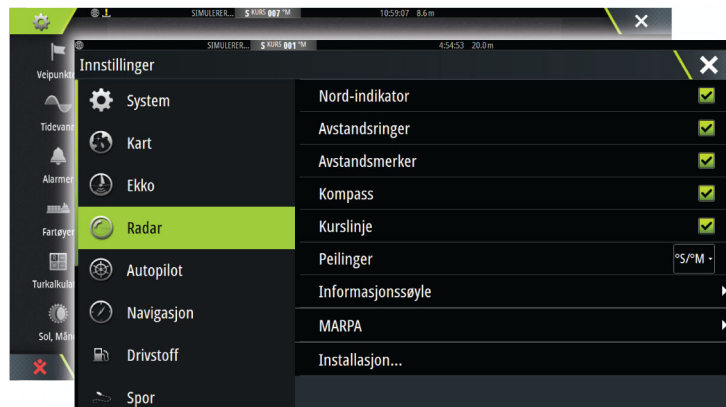 SIMULERER... S KURS 007 °M 10:59:07 8.6 m
SIMULERER... S KURS 001 °M 4:54:53 20.0 m
Innstillinger
Veipunkte
Tidevann
Alarmer
Fartøyer
Turkalkula
Sol, Mån
System
Kart
Ekko
Radar
Autopilot
Navigasjon
Drivstoff
Spor
Nord-indikator
Avstandsringer
Avstandsmerker
Kompass
Kurslinje
Peilinger °S/°M
Informasjonssøyle
MARPA
Installasjon...